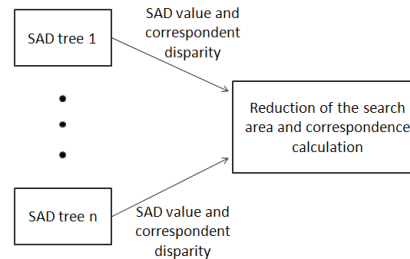 SAD tree 1
SAD value and
correspondent
disparity
Reduction of the search
area and correspondence
calculation
SAD tree n
SAD value and
correspondent
disparity